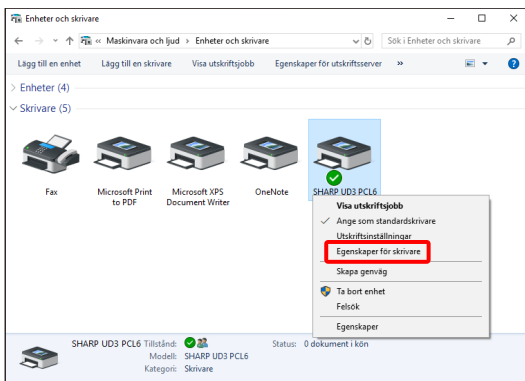 Enheter och skrivare
« Maskinvara och ljud › Enheter och skrivare
Sök i Enheter och skrivare
Lägg till en enhet Lägg till en skrivare Visa utskriftsjobb Egenskaper för utskriftsserver »
Enheter (4)
Skrivare (5)
Fax
Microsoft Print
to PDF
Microsoft XPS
Document Writer
OneNote
SHARP UD3 PCL6
Visa utskriftsjobb
Ange som standardskrivare
Utskriftsinställningar
Egenskaper för skrivare
Skapa genväg
Ta bort enhet
Felsök
Egenskaper
SHARP UD3 PCL6 Tillstånd: Status: 0 dokument i kön
Modell: SHARP UD3 PCL6
Kategori: Skrivare